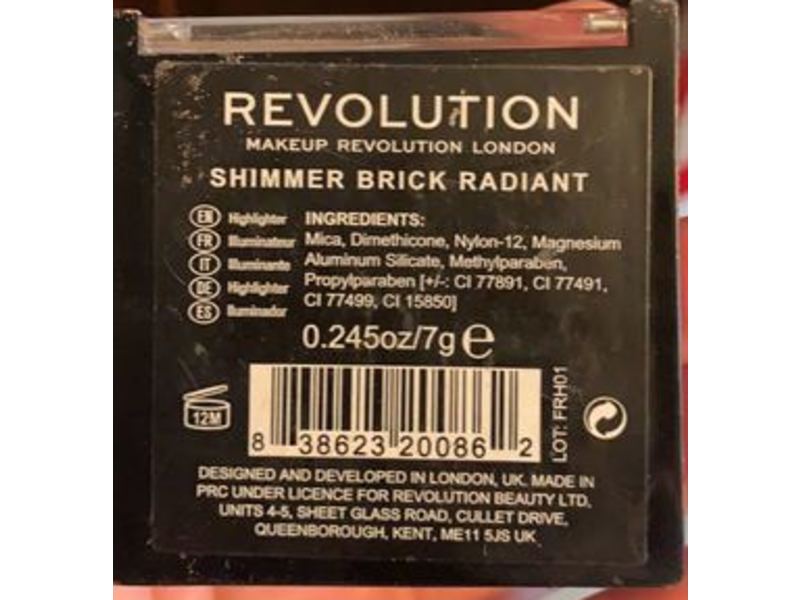 REVOLUTION
MAKEUP REVOLUTION LONDON
SHIMMER BRICK RADIANT
EN Highlighter
FR Illuminateur
IT Illuminante
DE Highlighter
ES Iluminador
INGREDIENTS:
Mica, Dimethicone, Nylon-12, Magnesium
Aluminum Silicate, Methylparaben,
Propylparaben [+/-: CI 77891, CI 77491,
CI 77499, CI 15850]
0.245oz/7g e
12M
8 38623 20086 2
LOT: FRH01
DESIGNED AND DEVELOPED IN LONDON, UK. MADE IN
PRC UNDER LICENCE FOR REVOLUTION BEAUTY LTD,
UNITS 4-5, SHEET GLASS ROAD, CULLET DRIVE,
QUEENBOROUGH, KENT, ME11 5JS UK